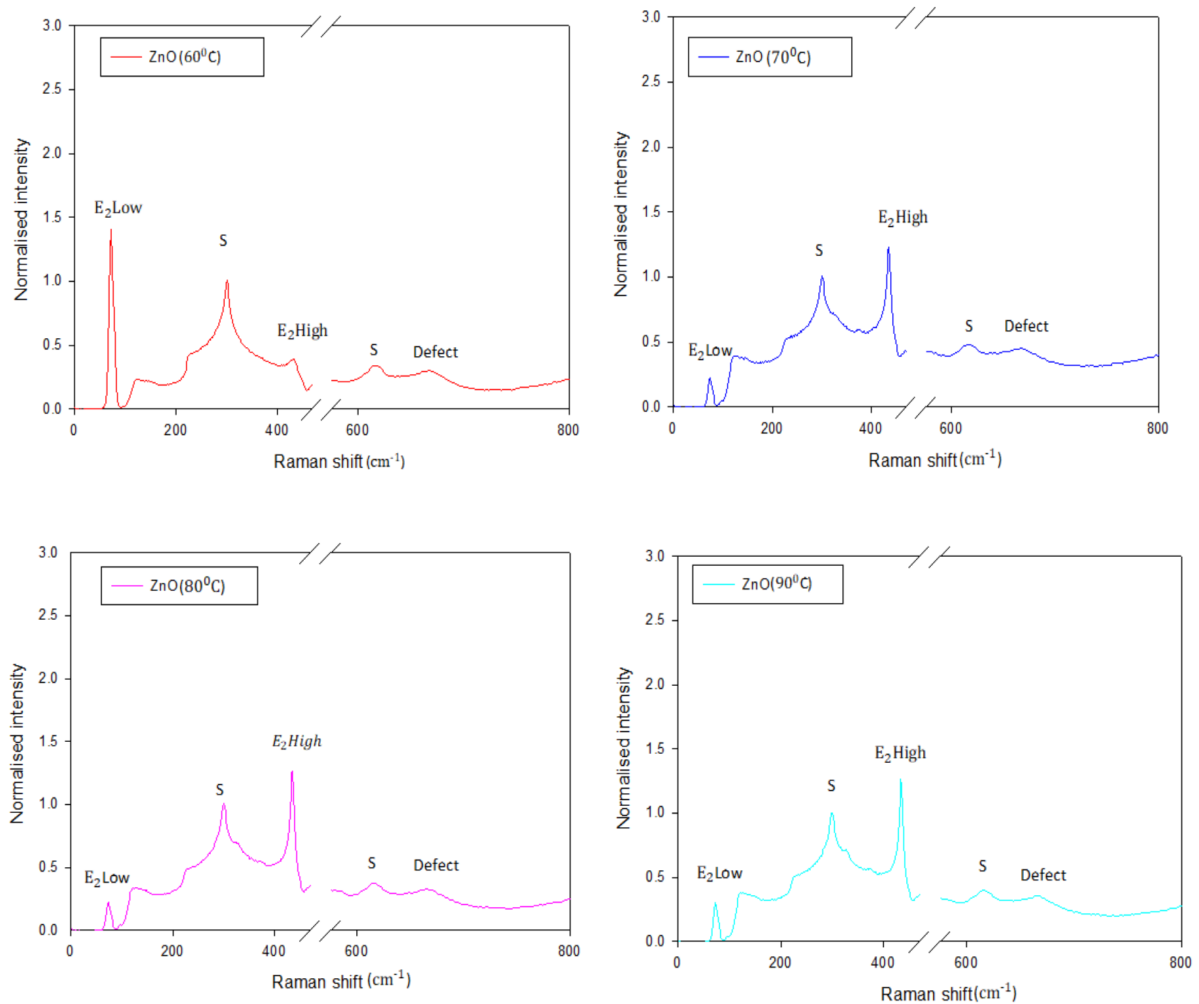 3.0
2.5
2.0
1.5
1.0
0.5
0.0
Normalised intensity
ZnO (60⁰C)
E₂Low
S
E₂High
S
Defect
0 200 400 600 800
Raman shift (cm⁻¹)
3.0
2.5
2.0
1.5
1.0
0.5
0.0
Normalised intensity
ZnO (70⁰C)
E₂Low
S
E₂High
S
Defect
0 200 400 600 800
Raman shift (cm⁻¹)
3.0
2.5
2.0
1.5
1.0
0.5
0.0
Normalised intensity
ZnO (80⁰C)
E₂Low
S
E₂High
S
Defect
0 200 400 600 800
Raman shift (cm⁻¹)
3.0
2.5
2.0
1.5
1.0
0.5
0.0
Normalised intensity
ZnO(90⁰C)
E₂Low
S
E₂High
S
Defect
0 200 400 600 800
Raman shift(cm⁻¹)